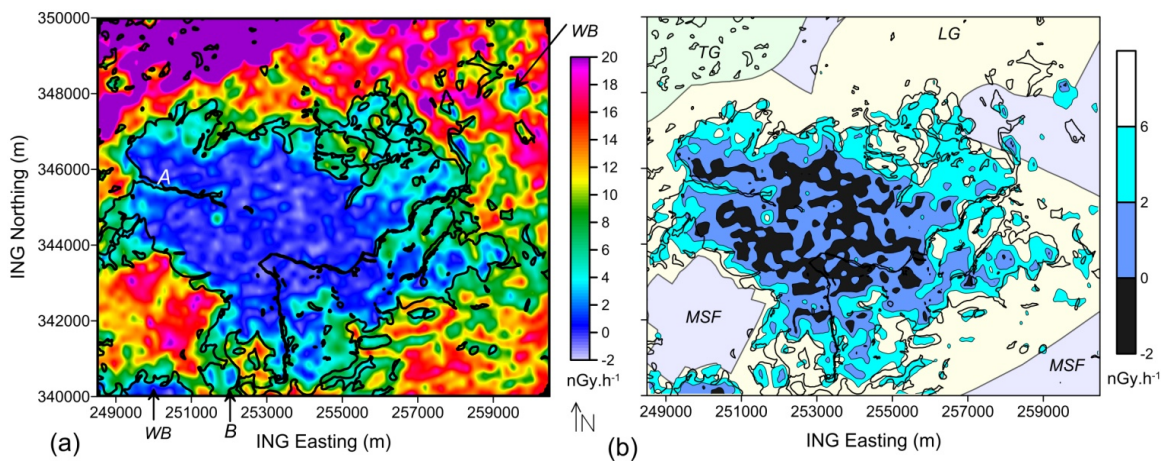 350000
348000
346000
344000
342000
340000
ING Northing (m)
249000 251000 253000 255000 257000 259000
ING Easting (m)
A
WB
WB
B
(a)
20
18
16
14
12
10
8
6
4
2
0
-2
nGy.h-1
N
TG
LG
MSF
MSF
249000 251000 253000 255000 257000 259000
ING Easting (m)
(b)
6
2
0
-2
nGy.h-1